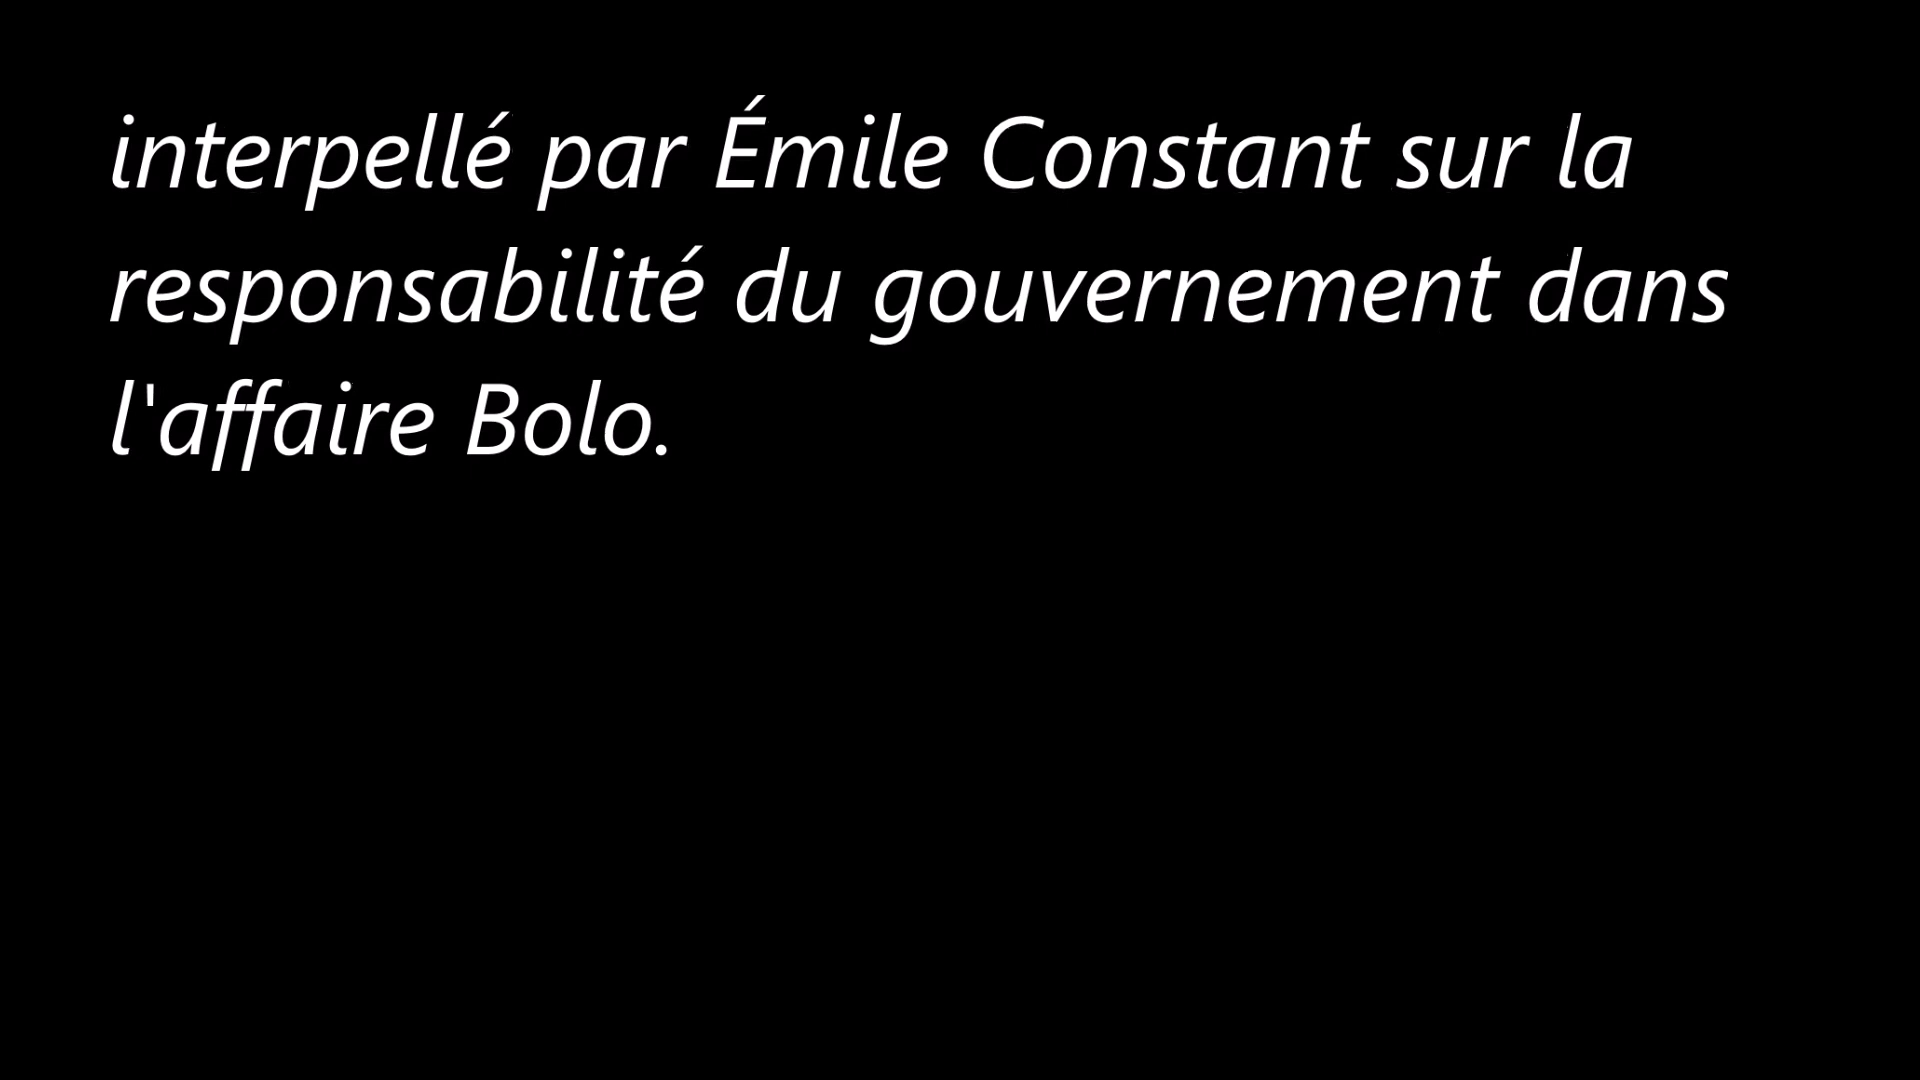 interpellé par Émile Constant sur la
responsabilité du gouvernement dans
l'affaire Bolo.